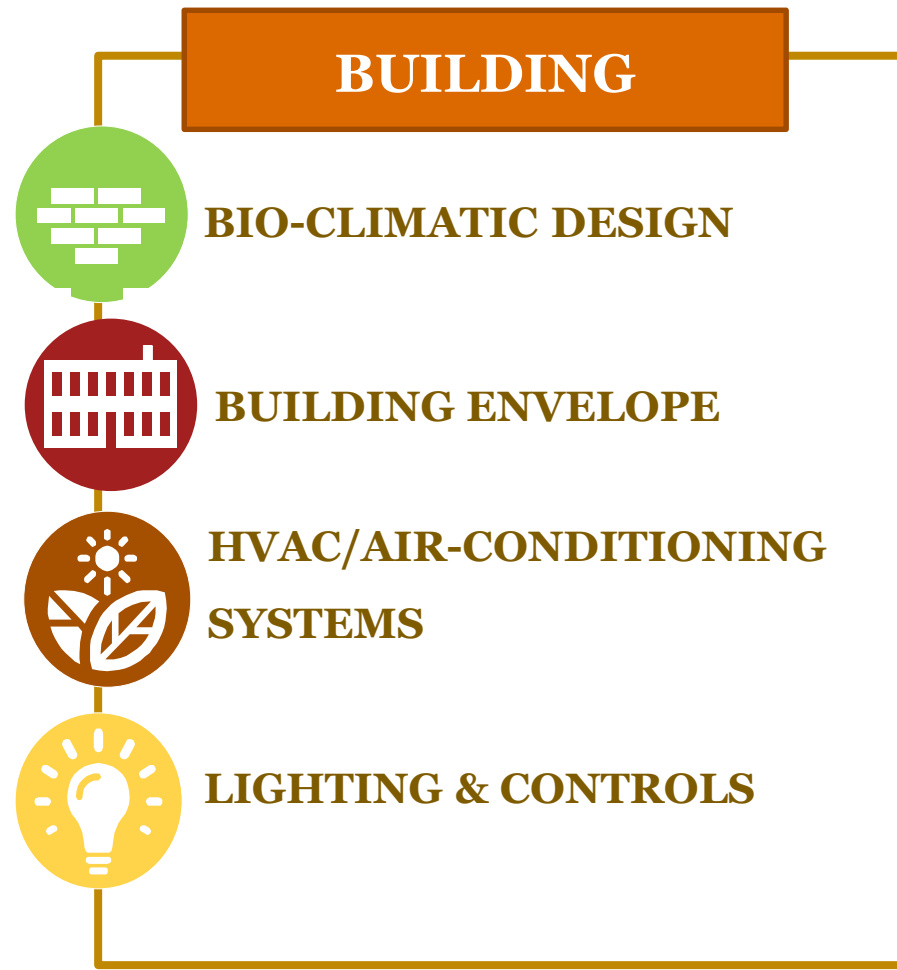 BUILDING
BIO-CLIMATIC DESIGN
BUILDING ENVELOPE
HVAC/AIR-CONDITIONING
SYSTEMS
LIGHTING & CONTROLS